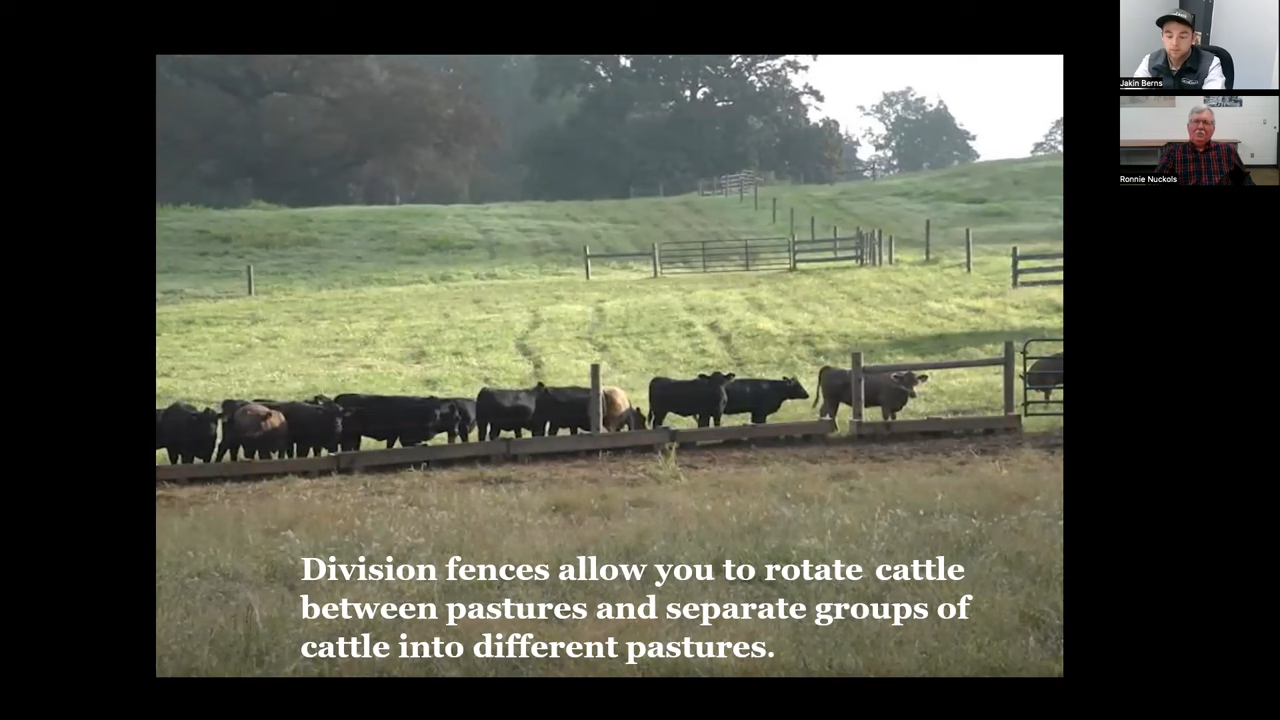 Jakin Berns
Ronnie Nuckols
Division fences allow you to rotate cattle
between pastures and separate groups of
cattle into different pastures.